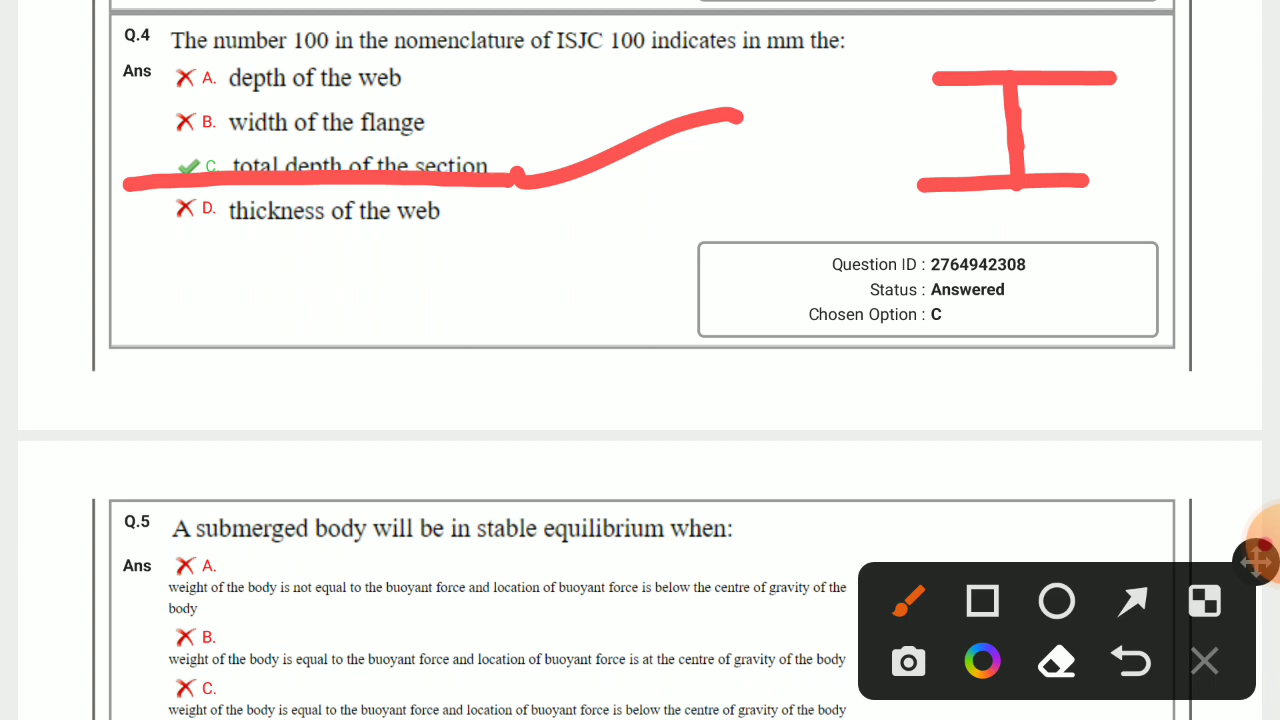 Q.4 The number 100 in the nomenclature of ISJC 100 indicates in mm the:
Ans A. depth of the web
B. width of the flange
C. total depth of the section
D. thickness of the web
Question ID : 2764942308
Status : Answered
Chosen Option : C
Q.5 A submerged body will be in stable equilibrium when:
Ans A.
weight of the body is not equal to the buoyant force and location of buoyant force is below the centre of gravity of the
body
B.
weight of the body is equal to the buoyant force and location of buoyant force is at the centre of gravity of the body
C.
weight of the body is equal to the buoyant force and location of buoyant force is below the centre of gravity of the body